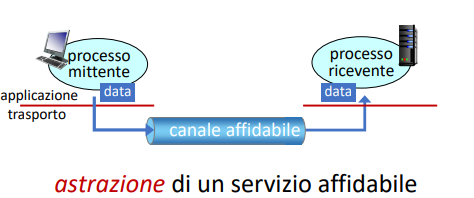 processo
mittente
data
applicazione
trasporto
processo
ricevente
data
canale affidabile
astrazione di un servizio affidabile